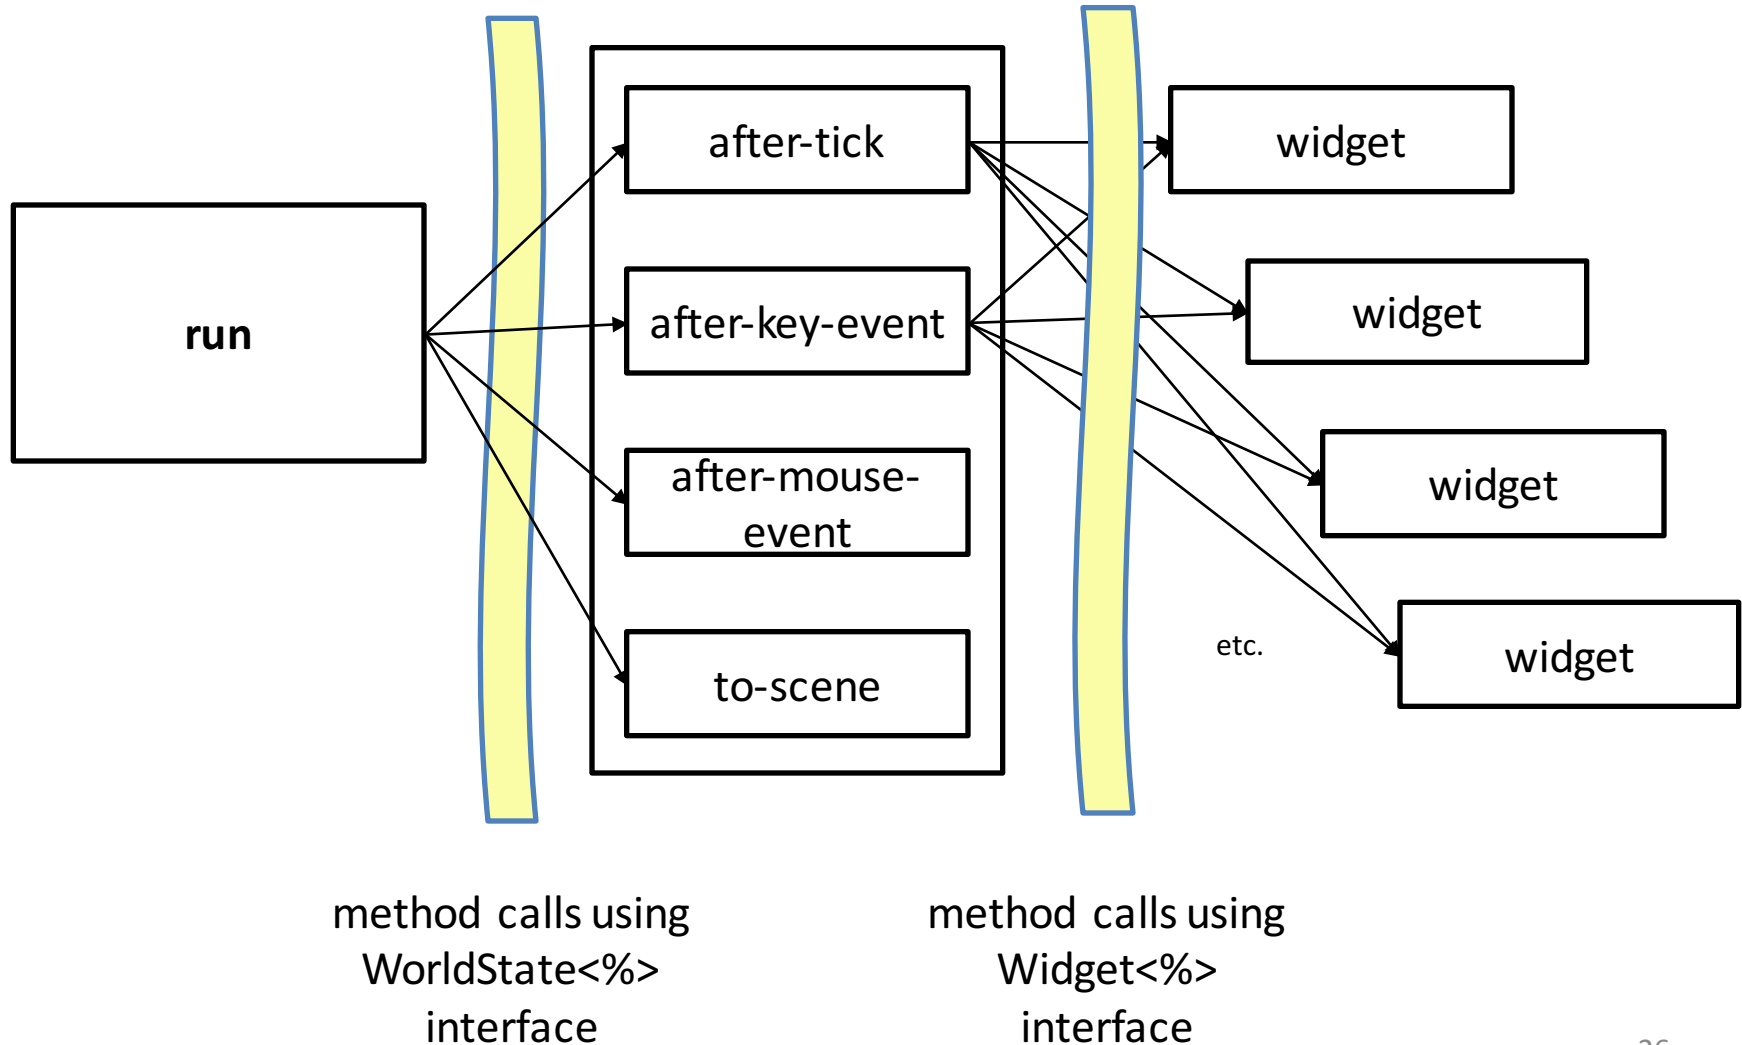 run
after-tick
after-key-event
after-mouse-
event
to-scene
widget
widget
widget
widget
etc.
method calls using
WorldState<%>
interface
method calls using
Widget<%>
interface